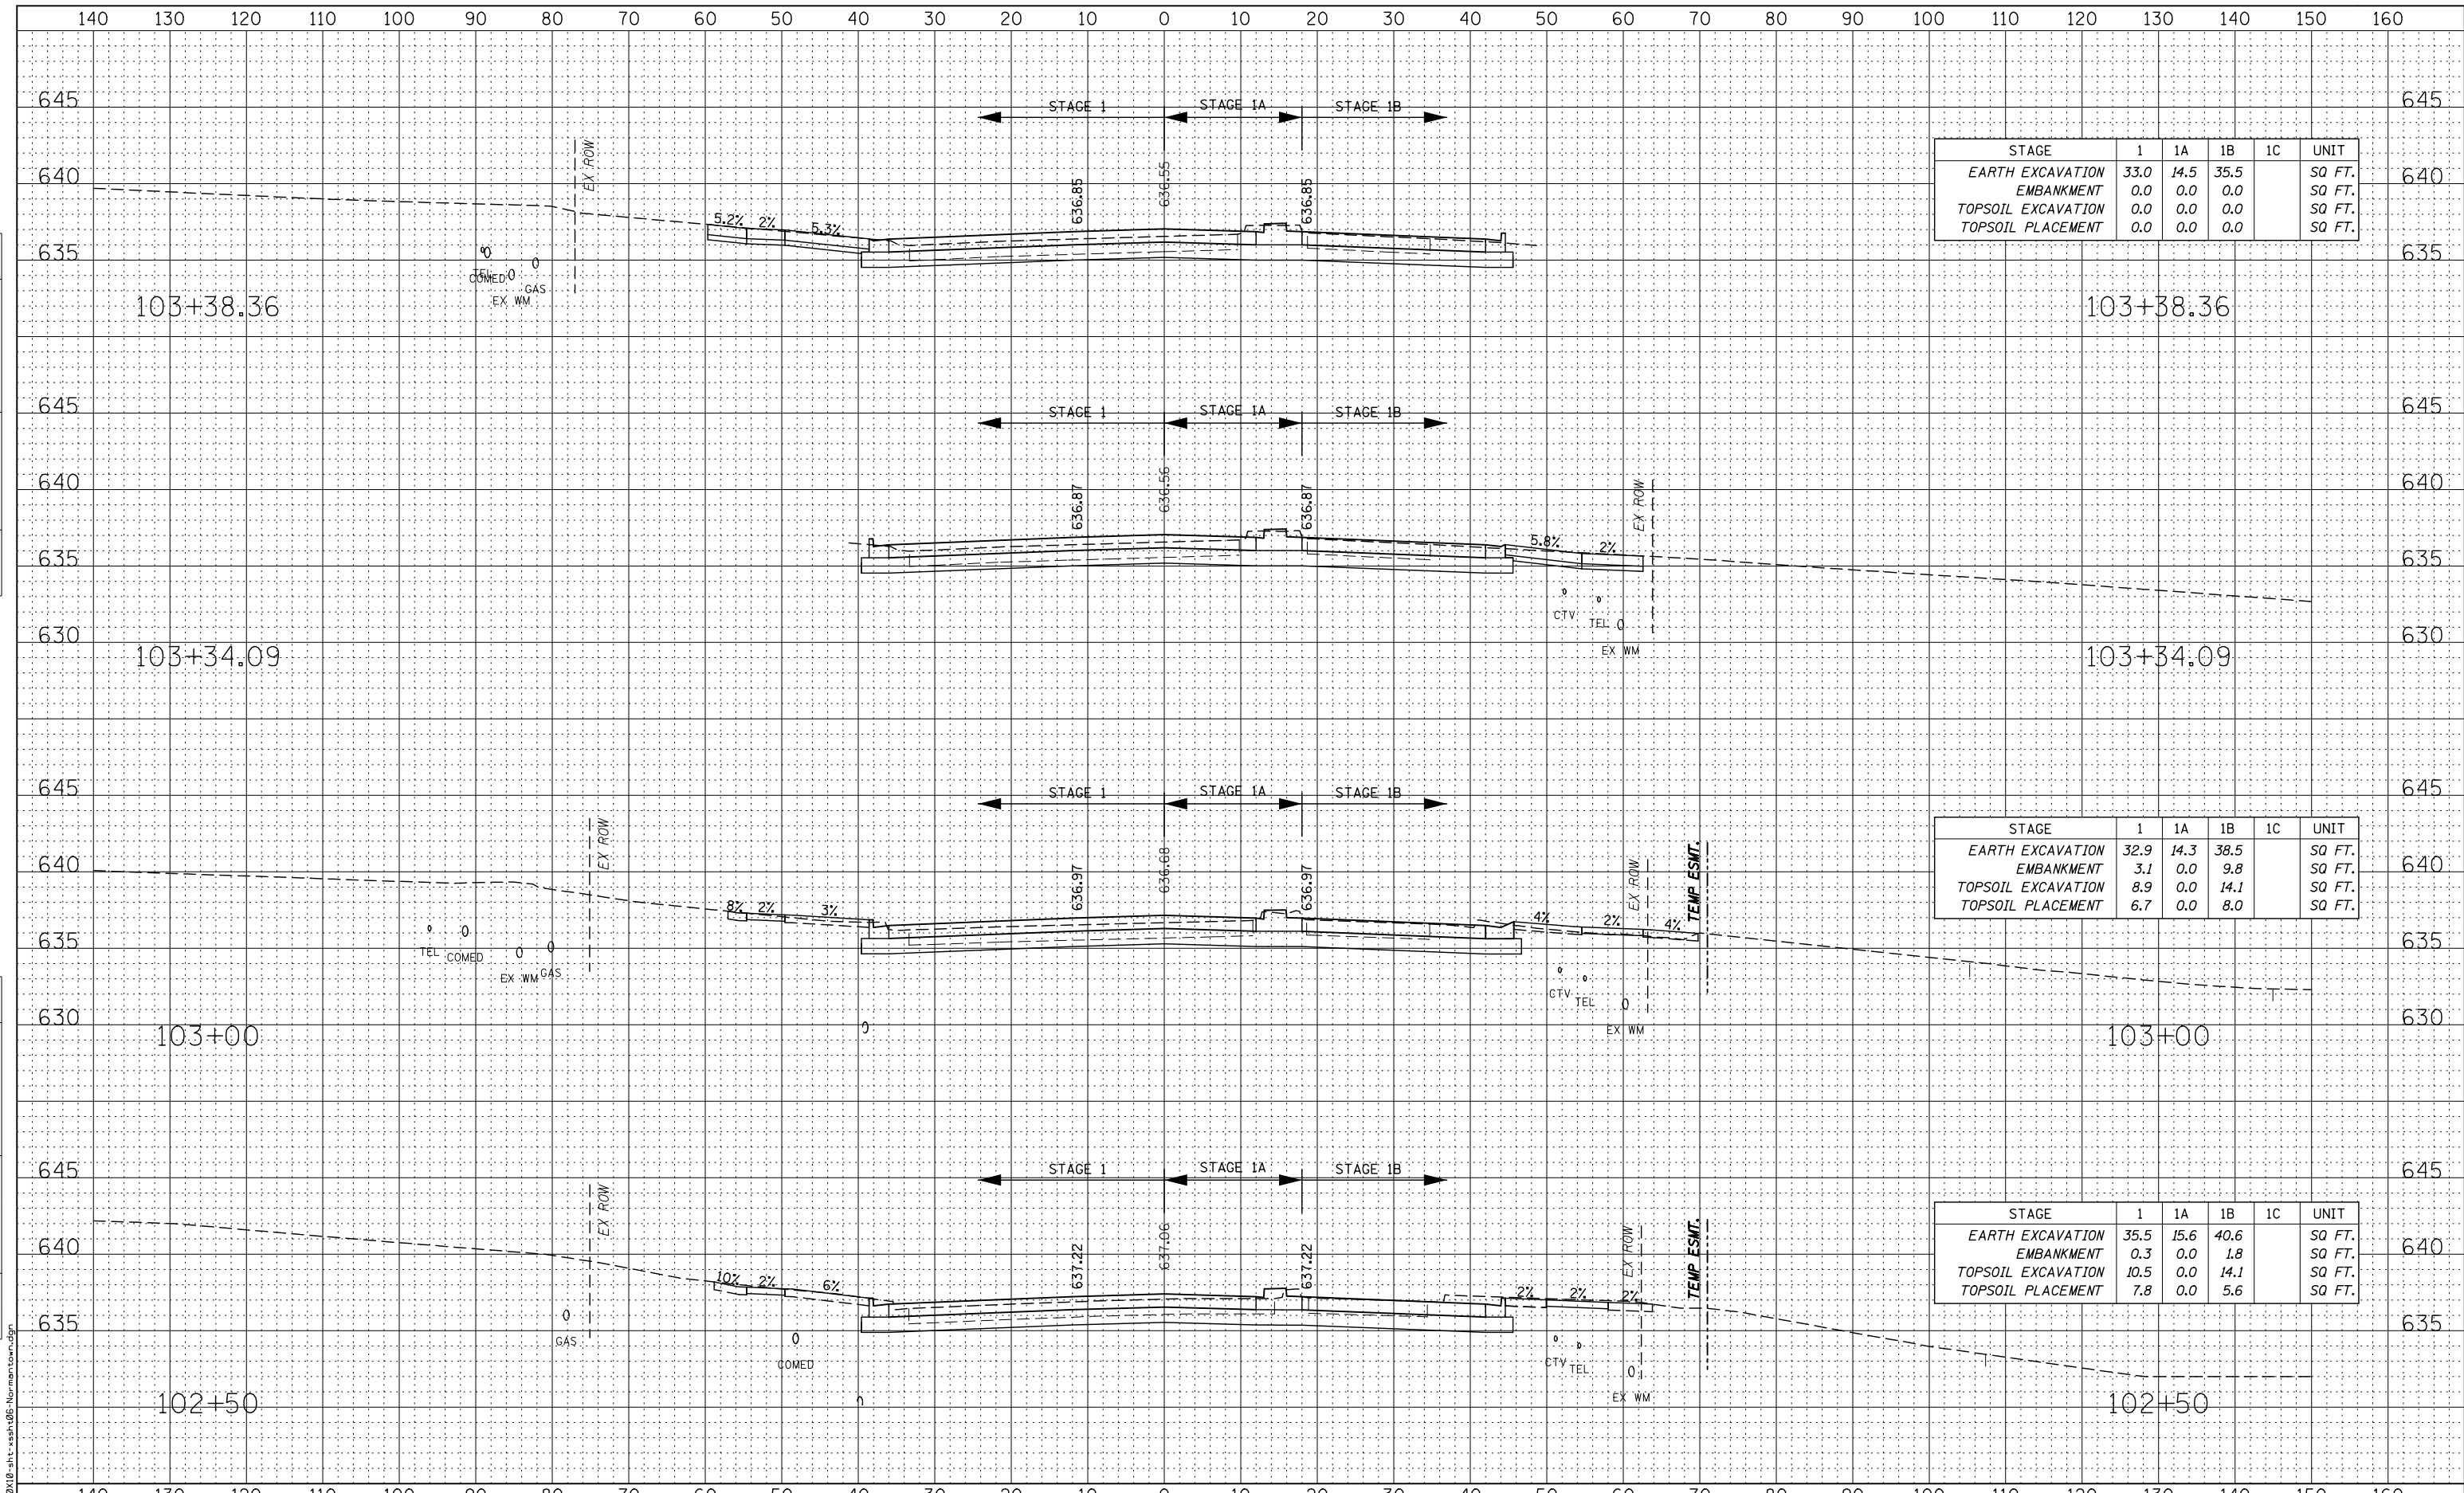 140 130 120 110 100 90 80 70 60 50 40 30 20 10 0 10 20 30 40 50 60 70 80 90 100 110 120 130 140 150 160
645 STAGE 1 STAGE 1A STAGE 1B 645
EX ROW
640 636.85 636.55 636.85 640
STAGE 1 1A 1B 1C UNIT
EARTH EXCAVATION 33.0 14.5 35.5 SQ FT.
EMBANKMENT 0.0 0.0 0.0 SQ FT.
TOPSOIL EXCAVATION 0.0 0.0 0.0 SQ FT.
TOPSOIL PLACEMENT 0.0 0.0 0.0 SQ FT.
5.2% 2% 5.3%
635 635
TEL
COMED
GAS
EX WM
103+38.36 103+38.36
645 STAGE 1 STAGE 1A STAGE 1B 645
640 636.87 636.56 636.87 EX ROW 640
5.8% 2%
635 635
CTV TEL
630 EX WM 630
103+34.09 103+34.09
645 STAGE 1 STAGE 1A STAGE 1B 645
EX ROW
640 636.97 636.68 636.97 EX ROW TEMP ESMT. 640
STAGE 1 1A 1B 1C UNIT
EARTH EXCAVATION 32.9 14.3 38.5 SQ FT.
EMBANKMENT 3.1 0.0 9.8 SQ FT.
TOPSOIL EXCAVATION 8.9 0.0 14.1 SQ FT.
TOPSOIL PLACEMENT 6.7 0.0 8.0 SQ FT.
8% 2% 3% 4% 2% 4%
635 635
TEL COMED
EX WM GAS
CTV TEL
630 630
EX WM
103+00 103+00
645 STAGE 1 STAGE 1A STAGE 1B 645
EX ROW
640 637.22 637.06 637.22 EX ROW TEMP ESMT. 640
STAGE 1 1A 1B 1C UNIT
EARTH EXCAVATION 35.5 15.6 40.6 SQ FT.
EMBANKMENT 0.3 0.0 1.8 SQ FT.
TOPSOIL EXCAVATION 10.5 0.0 14.1 SQ FT.
TOPSOIL PLACEMENT 7.8 0.0 5.6 SQ FT.
10% 2% 6% 2% 2% 2%
635 635
GAS
COMED
CTV TEL
EX WM
102+50 102+50
140 130 120 110 100 90 80 70 60 50 40 30 20 10 0 10 20 30 40 50 60 70 80 90 100 110 120 130 140 150 160